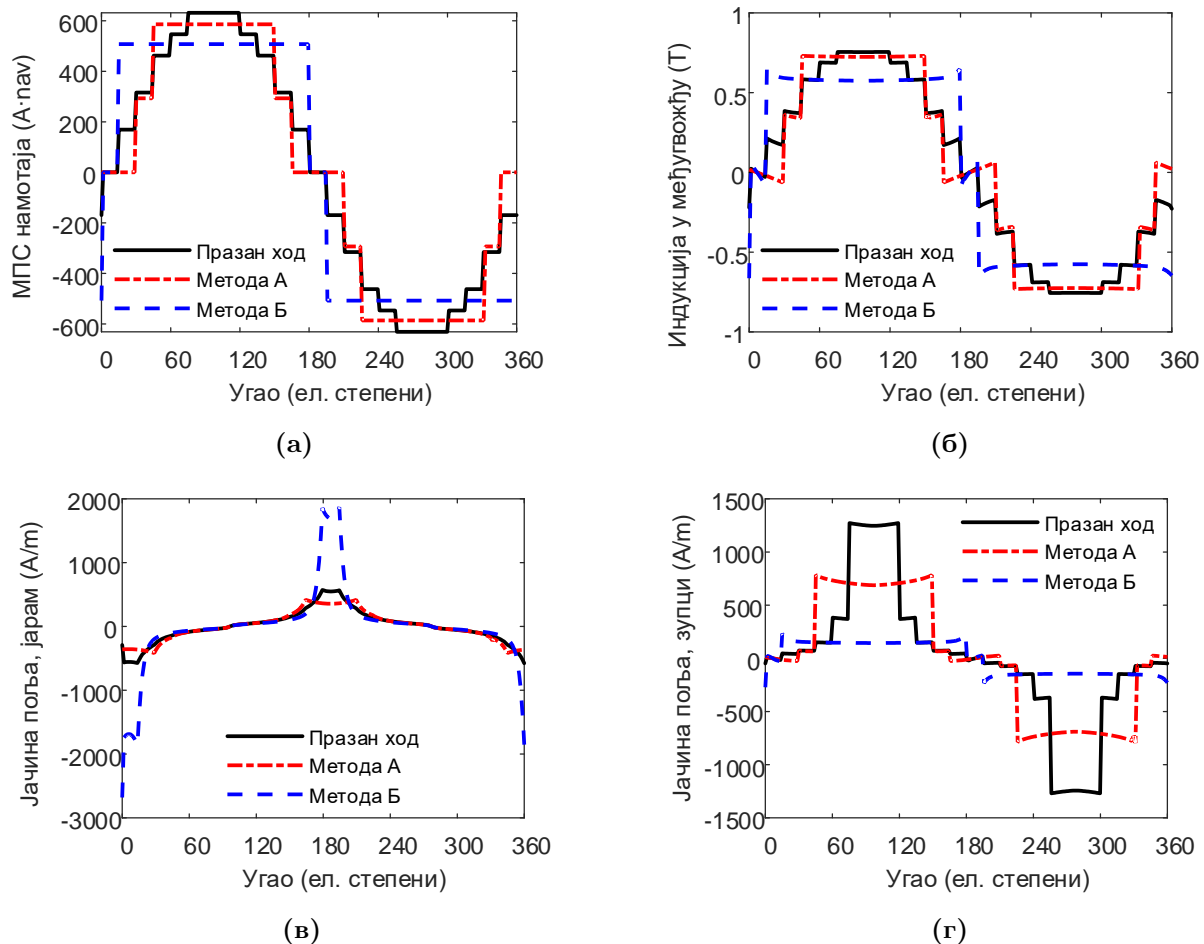 МПС намотаја (A·nav)
600
400
200
0
-200
-400
-600
Празан ход
Метода А
Метода Б
0
60
120
180
240
300
360
Угао (ел. степени)
(а)
Индукција у међугвожђу (T)
1
0.5
0
-0.5
-1
Празан ход
Метода А
Метода Б
0
60
120
180
240
300
360
Угао (ел. степени)
(б)
Јачина поља, јарам (A/m)
2000
1000
0
-1000
-2000
-3000
Празан ход
Метода А
Метода Б
0
60
120
180
240
300
360
Угао (ел. степени)
(в)
Јачина поља, зупци (A/m)
1500
1000
500
0
-500
-1000
-1500
Празан ход
Метода А
Метода Б
0
60
120
180
240
300
360
Угао (ел. степени)
(г)